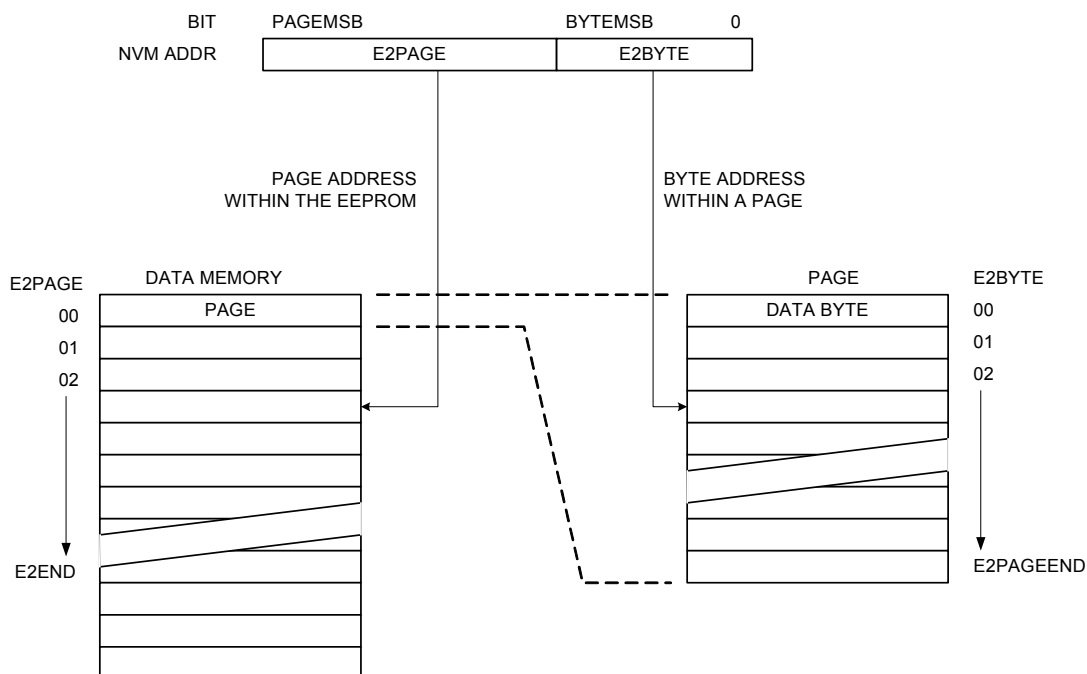 BIT PAGEMSB BYTEMSB 0
NVM ADDR E2PAGE E2BYTE
PAGE ADDRESS
WITHIN THE EEPROM
BYTE ADDRESS
WITHIN A PAGE
E2PAGE DATA MEMORY
00 PAGE
01
02
E2END
PAGE E2BYTE
DATA BYTE 00
01
02
E2PAGEEND